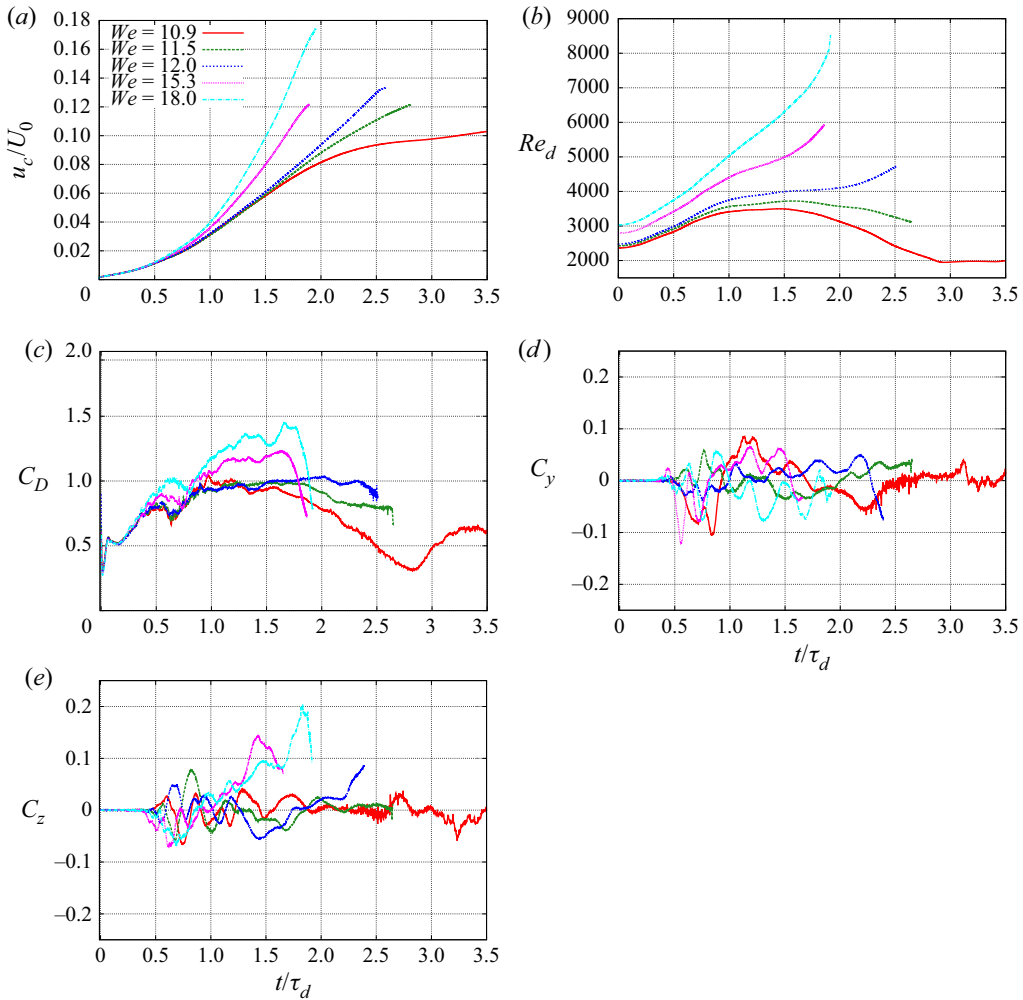 (a)
0.18
0.16
0.14
0.12
0.10
0.08
0.06
0.04
0.02
u_c/U_0
We = 10.9
We = 11.5
We = 12.0
We = 15.3
We = 18.0
0 0.5 1.0 1.5 2.0 2.5 3.0 3.5
(b)
9000
8000
7000
6000
5000
4000
3000
2000
Re_d
0 0.5 1.0 1.5 2.0 2.5 3.0 3.5
(c)
2.0
1.5
1.0
0.5
C_D
0 0.5 1.0 1.5 2 2.5 3.0 3.5
(d)
0.2
0.1
0
−0.1
−0.2
C_y
0 0.5 1.0 1.5 2.0 2.5 3.0 3.5
t/τ_d
(e)
0.2
0.1
0
−0.1
−0.2
C_z
0 0.5 1.0 1.5 2 2.5 3.0 3.5
t/τ_d